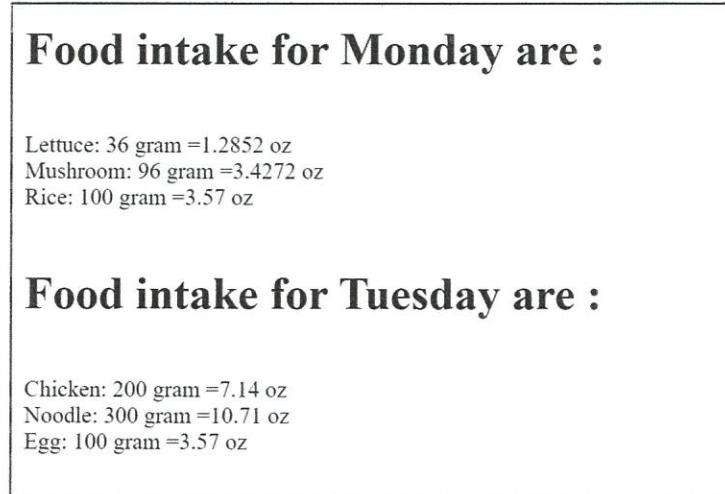 Food intake for Monday are :
Lettuce: 36 gram =1.2852 oz
Mushroom: 96 gram =3.4272 oz
Rice: 100 gram =3.57 oz
Food intake for Tuesday are :
Chicken: 200 gram =7.14 oz
Noodle: 300 gram =10.71 oz
Egg: 100 gram =3.57 oz